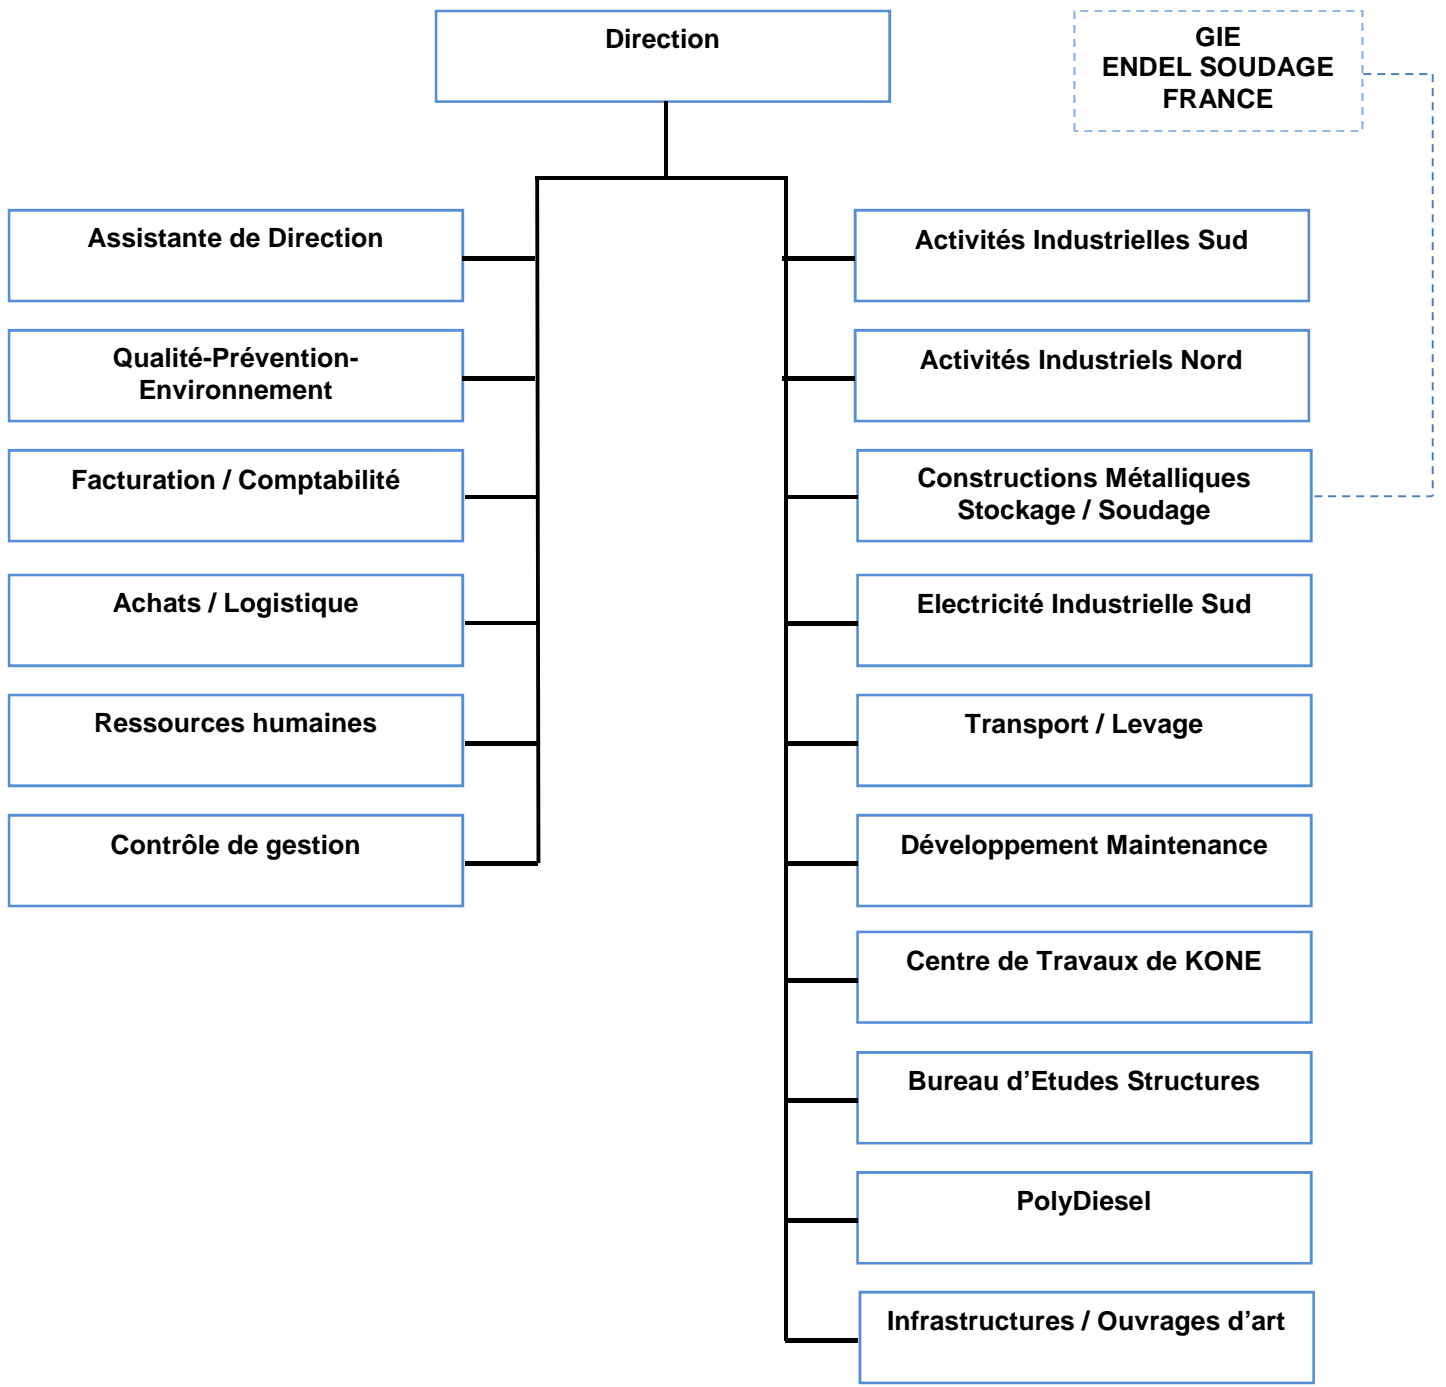 Direction
GIE
ENDEL SOUDAGE
FRANCE
Assistante de Direction
Qualité-Prévention-
Environnement
Facturation / Comptabilité
Achats / Logistique
Ressources humaines
Contrôle de gestion
Activités Industrielles Sud
Activités Industriels Nord
Constructions Métalliques
Stockage / Soudage
Electricité Industrielle Sud
Transport / Levage
Développement Maintenance
Centre de Travaux de KONE
Bureau d’Etudes Structures
PolyDiesel
Infrastructures / Ouvrages d’art